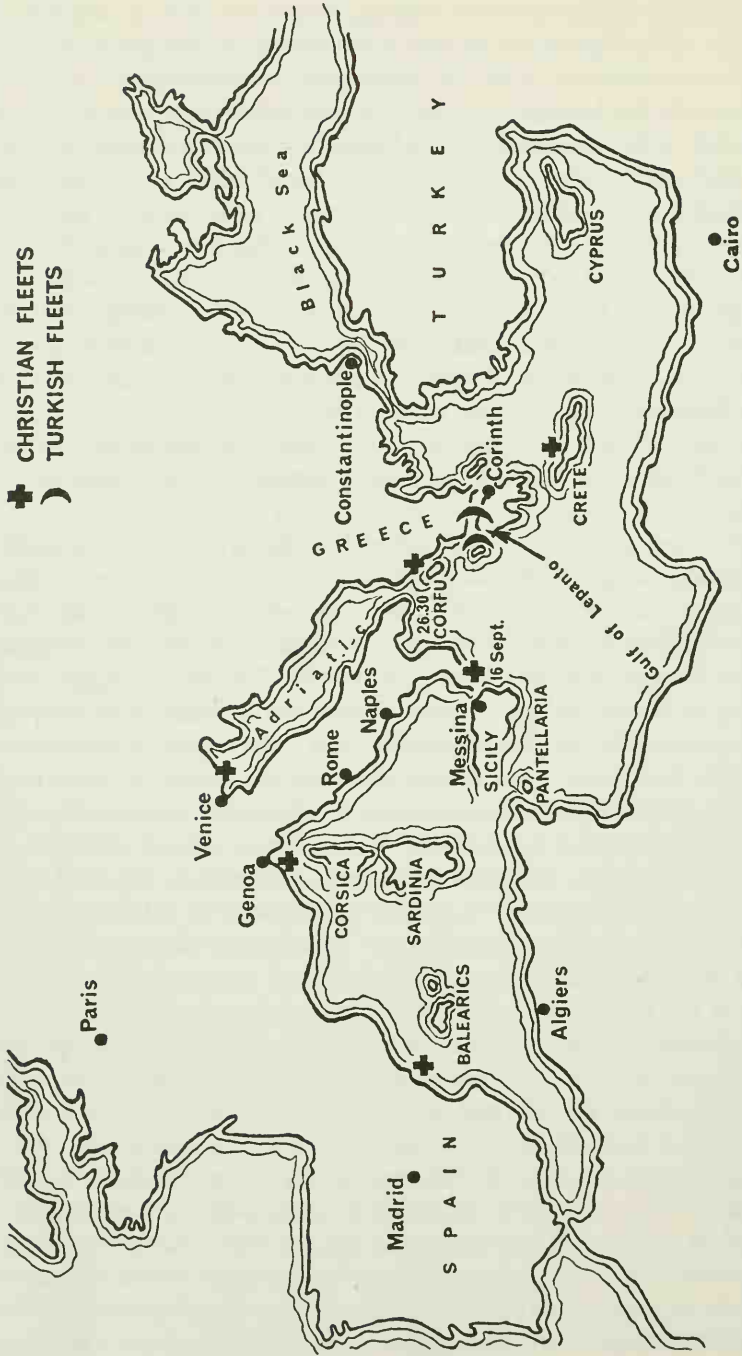 CHRISTIAN FLEETS
TURKISH FLEETS
Paris
Venice
Genoa
Adriatic
Black Sea
Constantinople
TURKEY
GREECE
Rome
Naples
Madrid
SPAIN
CORSICA
SARDINIA
BALEARICS
26.30
CORFU
Corinth
Messina
16 Sept.
SICILY
PANTELLARIA
CRETE
CYPRUS
Gulf of Lepanto
Algiers
Cairo